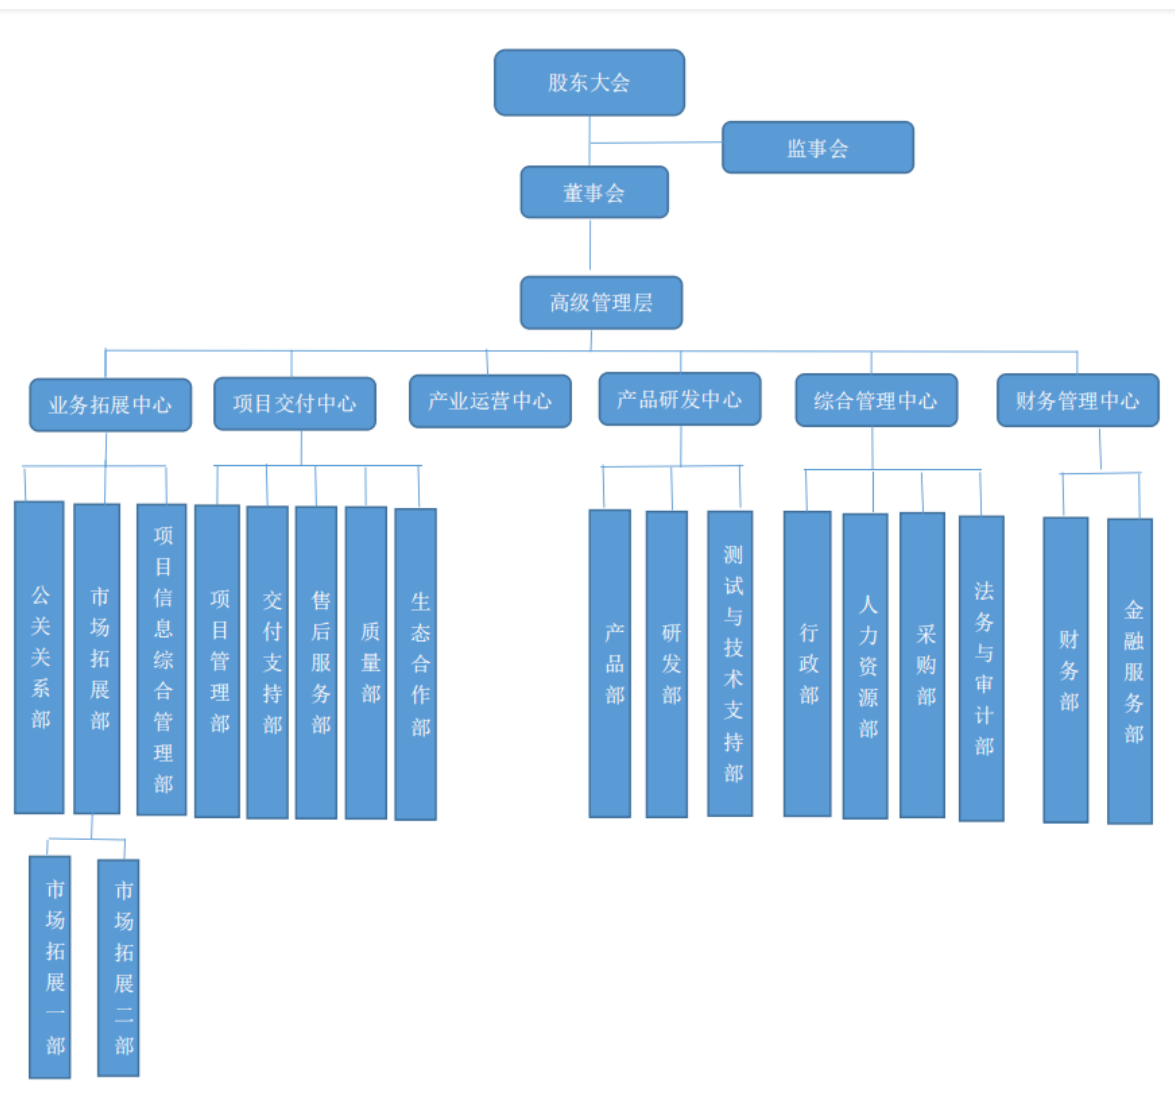 股东大会
监事会
董事会
高级管理层
业务拓展中心
项目交付中心
产业运营中心
产品研发中心
综合管理中心
财务管理中心
公关关系部
市场拓展部
项目信息综合管理部
项目管理部
交付支持部
售后服务部
质量部
生态合作部
产品部
研发部
测试与技术支持部
行政部
人力资源部
采购部
法务与审计部
财务部
金融服务部
市场拓展一部
市场拓展二部